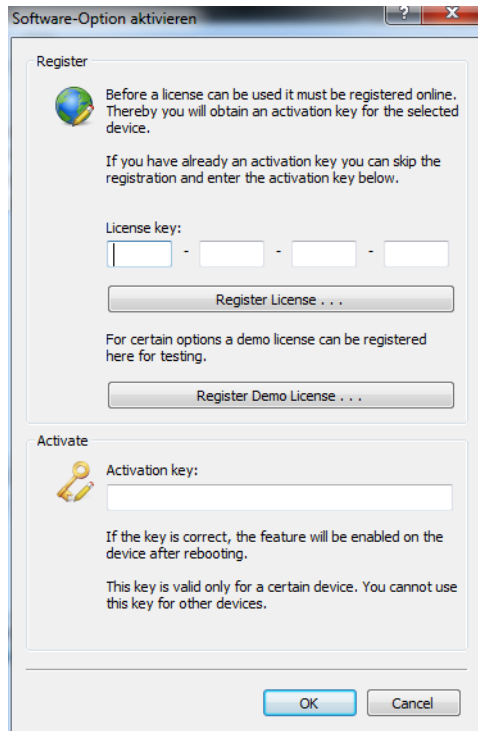 Software-Option aktivieren
Register
Before a license can be used it must be registered online.
Thereby you will obtain an activation key for the selected
device.
If you have already an activation key you can skip the
registration and enter the activation key below.
License key:
- - -
Register License . . .
For certain options a demo license can be registered
here for testing.
Register Demo License . . .
Activate
Activation key:
If the key is correct, the feature will be enabled on the
device after rebooting.
This key is valid only for a certain device. You cannot use
this key for other devices.
OK Cancel